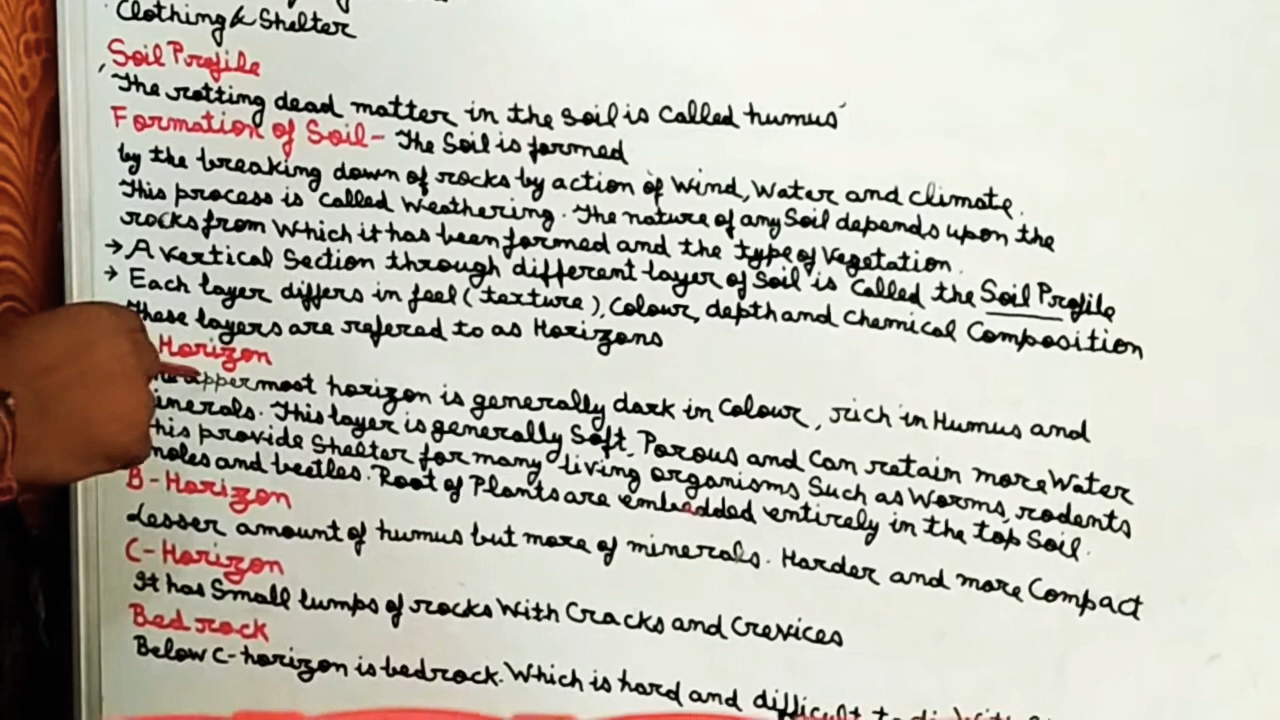 Clothing & Shelter
Soil Profile
'The rotting dead matter in the soil is called humus'
Formation of Soil - The Soil is formed
by the breaking down of rocks by action of wind, water and climate.
This process is called weathering. The nature of any soil depends upon the
rocks from which it has been formed and the type of vegetation.
→ A vertical Section through different layer of soil is called the Soil Profile
→ Each layer differs in feel (texture), colour, depth and chemical composition
These layers are refered to as Horizons
Horizon
uppermost horizon is generally dark in colour, rich in Humus and
inerals. This layer is generally Soft, Porous and can retain more water
his provide shelter for many living organisms such as worms, rodents
moles and beetles. Root of Plants are embedded entirely in the top soil.
B-Horizon
Lesser amount of humus but more of minerals. Harder and more compact
C-Horizon
It has small lumps of rocks with cracks and crevices
Bed rock
Below C-horizon is bedrock. Which is hard and difficult to